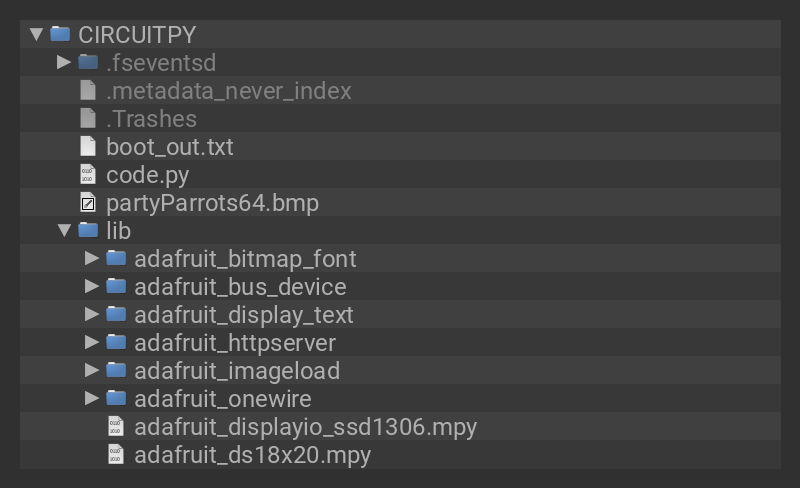 CIRCUITPY
.fseventsd
.metadata_never_index
.Trashes
boot_out.txt
code.py
partyParrots64.bmp
lib
adafruit_bitmap_font
adafruit_bus_device
adafruit_display_text
adafruit_httpserver
adafruit_imageload
adafruit_onewire
adafruit_displayio_ssd1306.mpy
adafruit_ds18x20.mpy